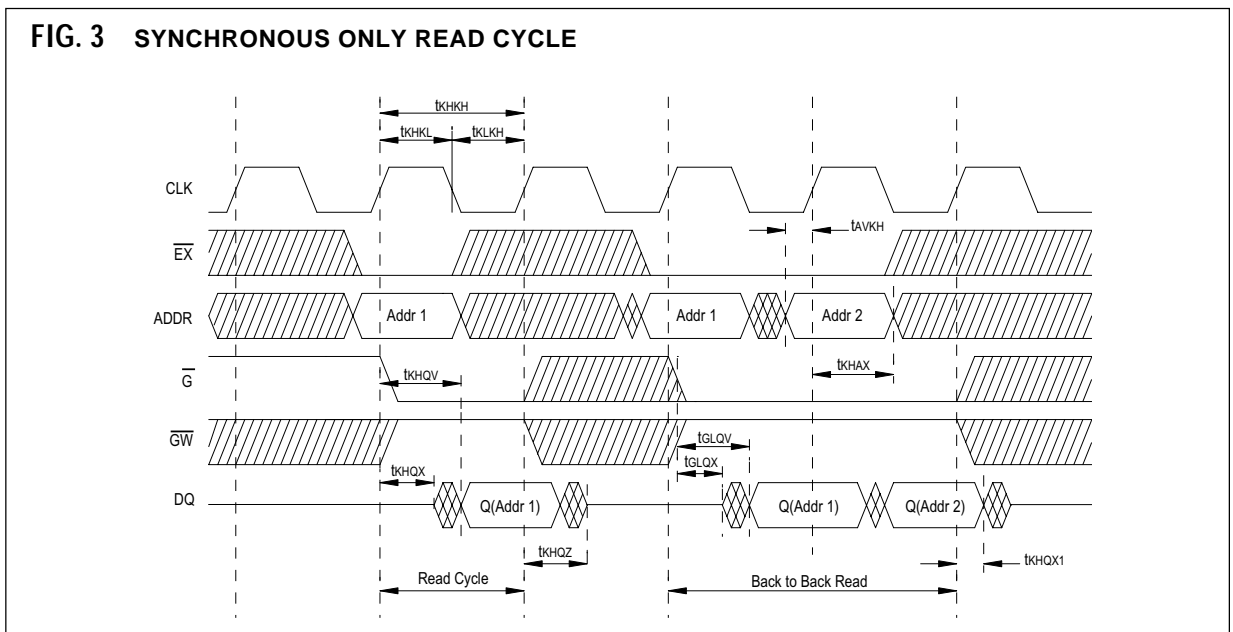 FIG. 3 SYNCHRONOUS ONLY READ CYCLE
tKHKH
tKHKL tKLKH
CLK
tAVKH
EX
ADDR Addr 1 Addr 1 Addr 2
G
tKHQV tKHAX
GW
tGLQV
tGLQX
tKHQX
DQ Q(Addr 1) Q(Addr 1) Q(Addr 2)
tKHQZ tKHQX1
Read Cycle Back to Back Read